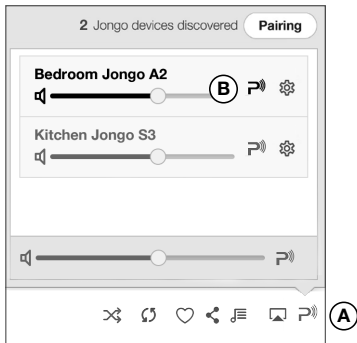 2 Jongo devices discovered Pairing
Bedroom Jongo A2
B
Kitchen Jongo S3
A